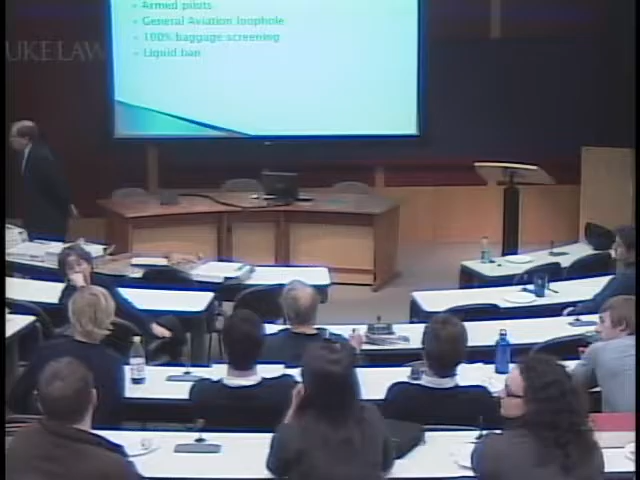 Armed pilots
General Aviation loophole
100% baggage screening
Liquid ban
UKE LAW